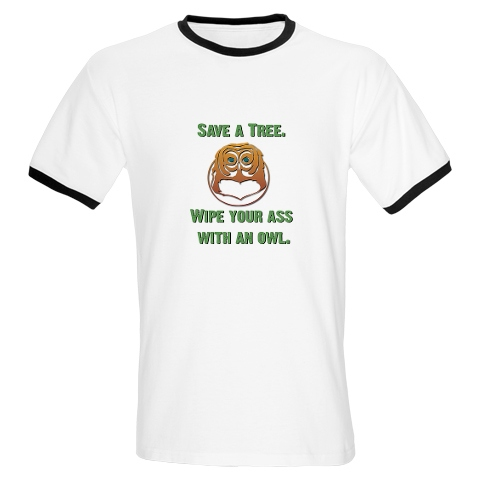 SAVE A TREE.
WIPE YOUR ASS
WITH AN OWL.